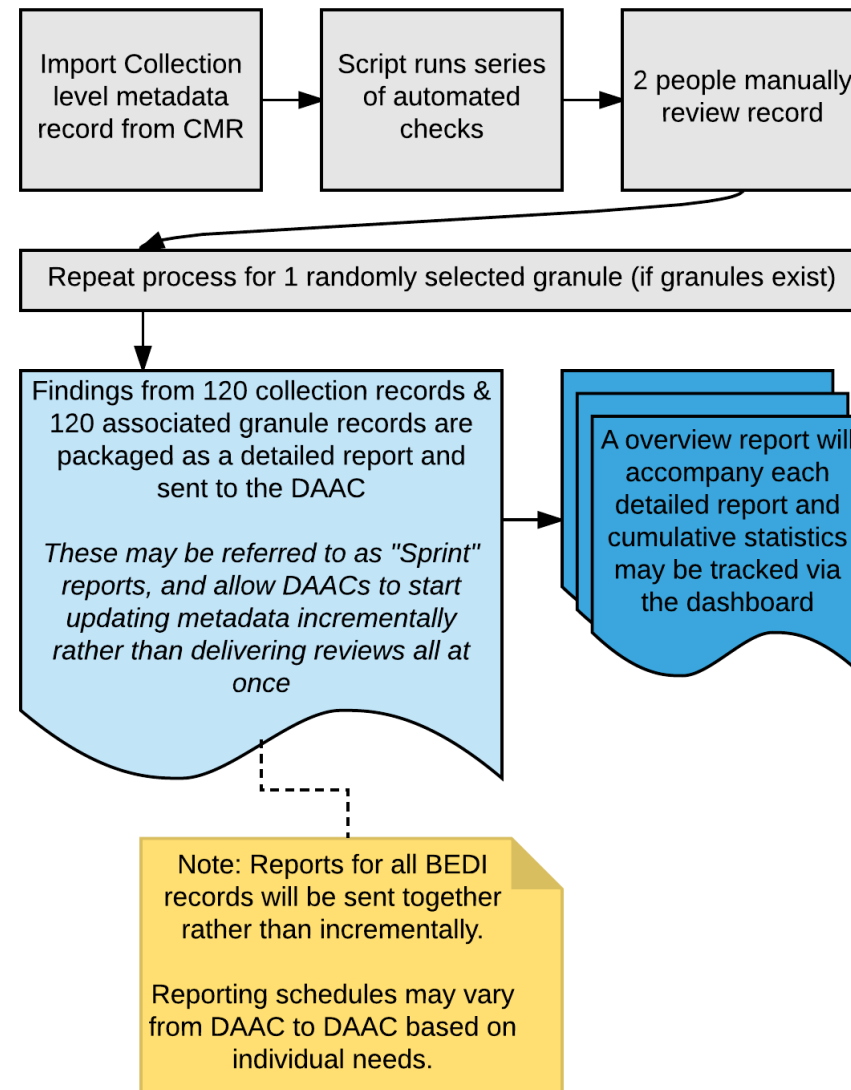 Import Collection
level metadata
record from CMR
Script runs series
of automated
checks
2 people manually
review record
Repeat process for 1 randomly selected granule (if granules exist)
Findings from 120 collection records &
120 associated granule records are
packaged as a detailed report and
sent to the DAAC
These may be referred to as "Sprint"
reports, and allow DAACs to start
updating metadata incrementally
rather than delivering reviews all at
once
A overview report will
accompany each
detailed report and
cumulative statistics
may be tracked via
the dashboard
Note: Reports for all BEDI
records will be sent together
rather than incrementally.
Reporting schedules may vary
from DAAC to DAAC based on
individual needs.